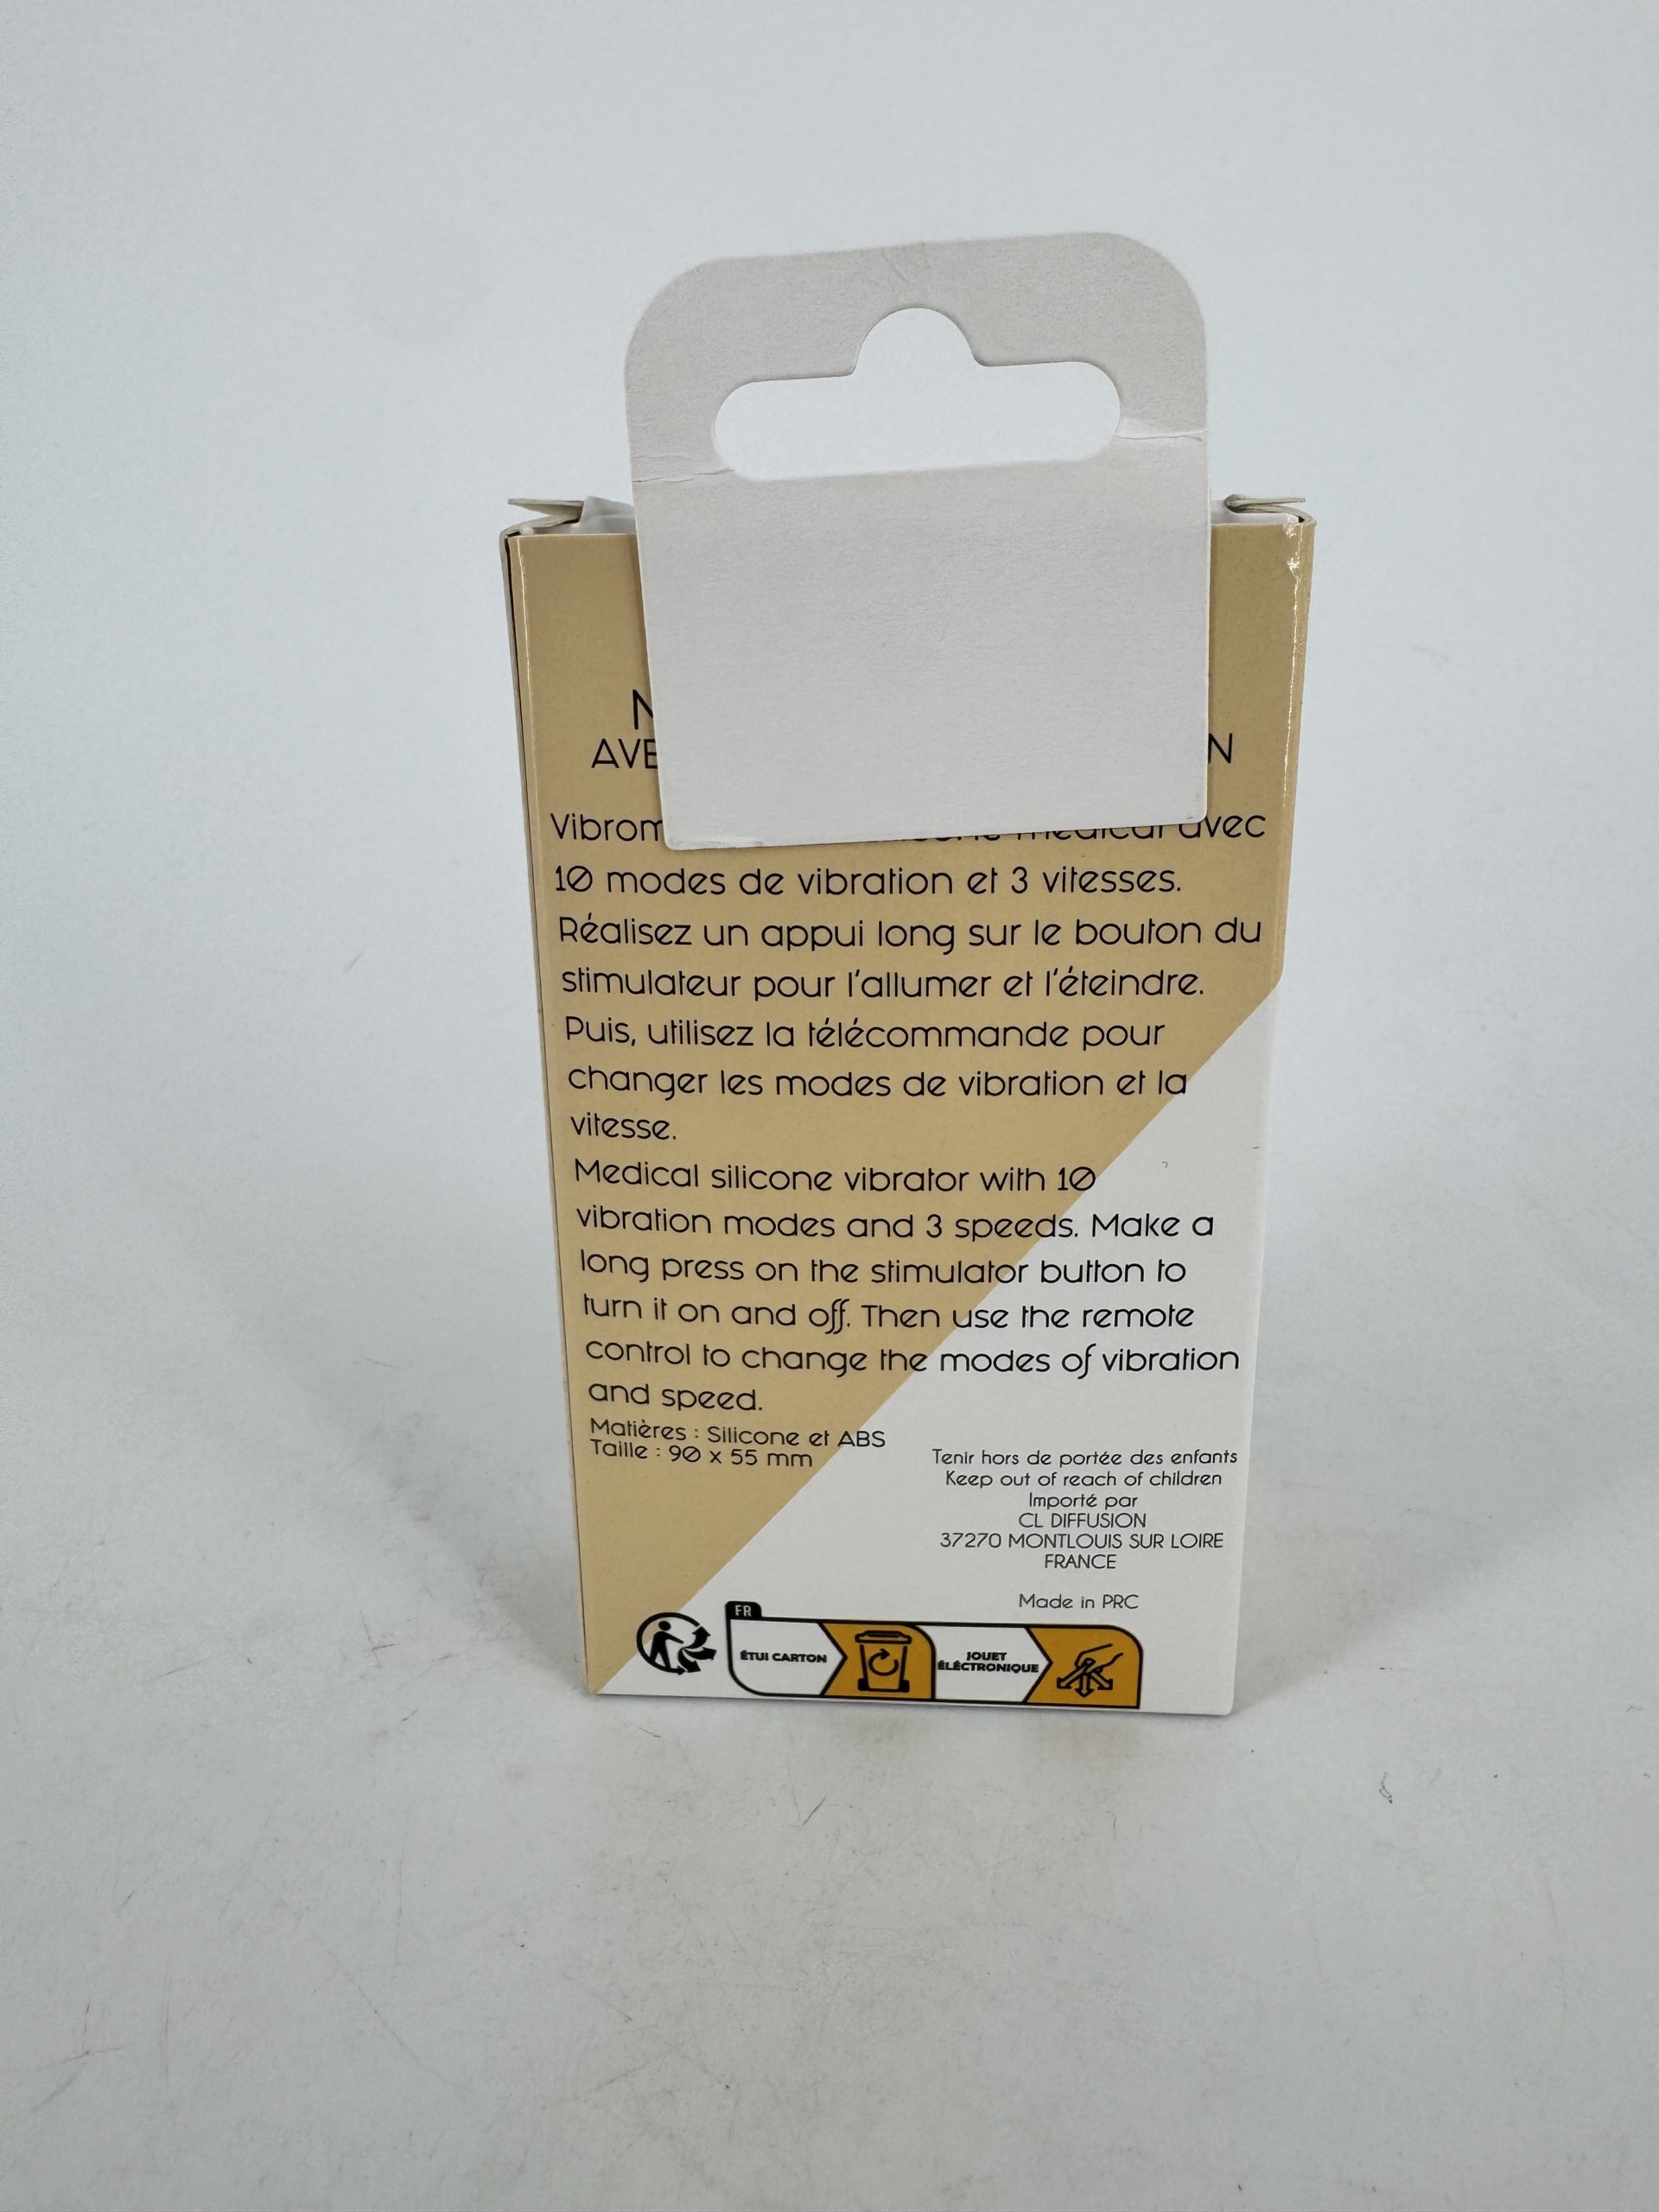 AVE
N
avec
10 modes de vibration et 3 vitesses.
Réalisez un appui long sur le bouton du
stimulateur pour l'allumer et l'éteindre.
Puis, utilisez la télécommande pour
changer les modes de vibration et la
vitesse.
Medical silicone vibrator with 10
vibration modes and 3 speeds. Make a
long press on the stimulator button to
turn it on and off. Then use the remote
control to change the modes of vibration
and speed.
Matières : Silicone et ABS
Taille : 90 x 55 mm
Tenir hors de portée des enfants
Keep out of reach of children
Importé par
CL DIFFUSION
37270 MONTLOUIS SUR LOIRE
FRANCE
Made in PRC
FR
ÉTUI CARTON
JOUET
ÉLÉCTRONIQUE